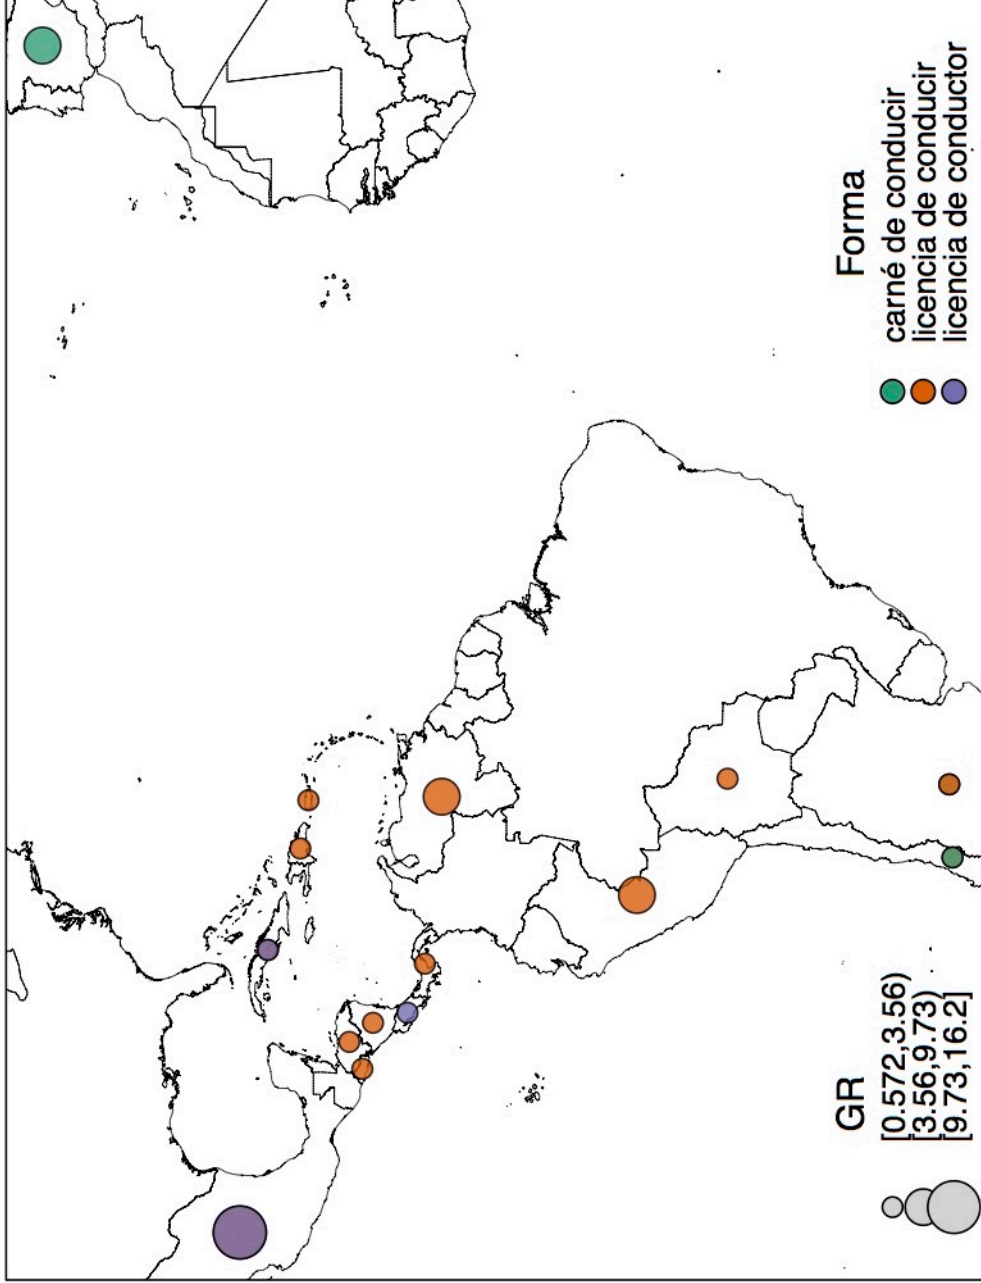 GR
[0.572,3.56)
[3.56,9.73)
[9.73,16.2]
Forma
carné de conducir
licencia de conducir
licencia de conductor